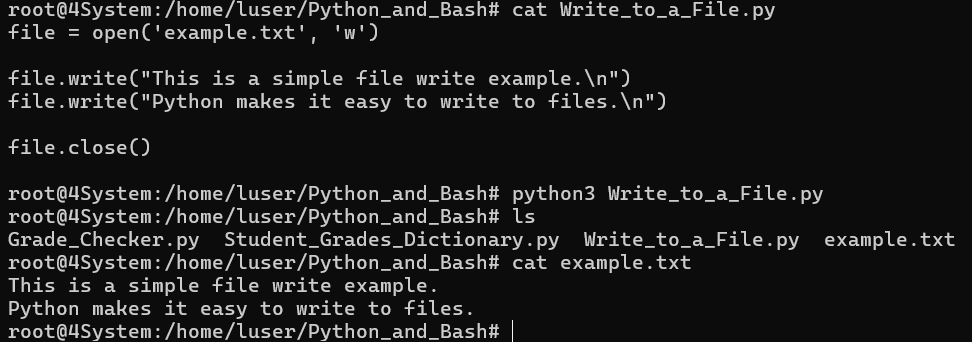 root@4System:/home/luser/Python_and_Bash# cat Write_to_a_File.py
file = open('example.txt', 'w')
file.write("This is a simple file write example.\n")
file.write("Python makes it easy to write to files.\n")
file.close()
root@4System:/home/luser/Python_and_Bash# python3 Write_to_a_File.py
root@4System:/home/luser/Python_and_Bash# ls
Grade_Checker.py  Student_Grades_Dictionary.py  Write_to_a_File.py  example.txt
root@4System:/home/luser/Python_and_Bash# cat example.txt
This is a simple file write example.
Python makes it easy to write to files.
root@4System:/home/luser/Python_and_Bash#